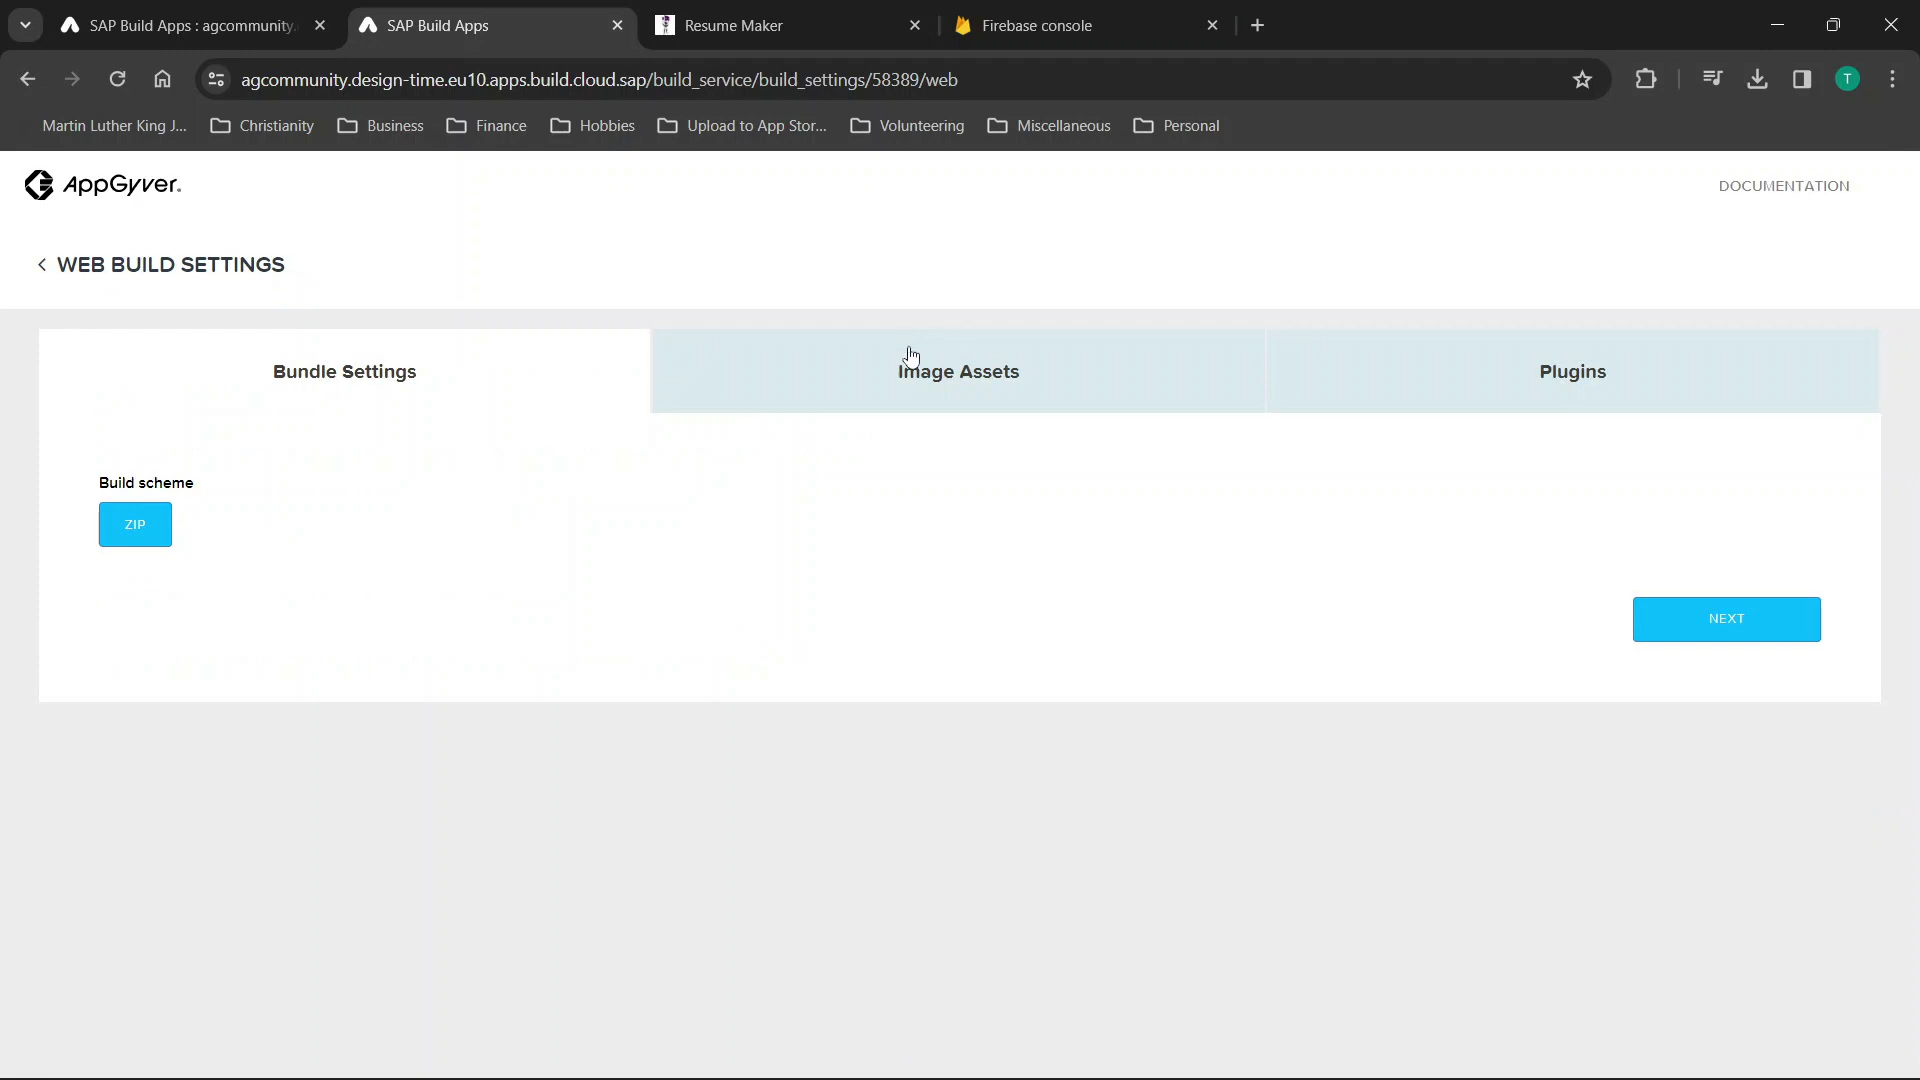 SAP Build Apps : agcommunity.
SAP Build Apps
Resume Maker
Firebase console
agcommunity.design-time.eu10.apps.build.cloud.sap/build_service/build_settings/58389/web
T
Martin Luther King J...
Christianity
Business
Finance
Hobbies
Upload to App Stor...
Volunteering
Miscellaneous
Personal
AppGyver.
DOCUMENTATION
< WEB BUILD SETTINGS
Bundle Settings
Image Assets
Plugins
Build scheme
ZIP
NEXT